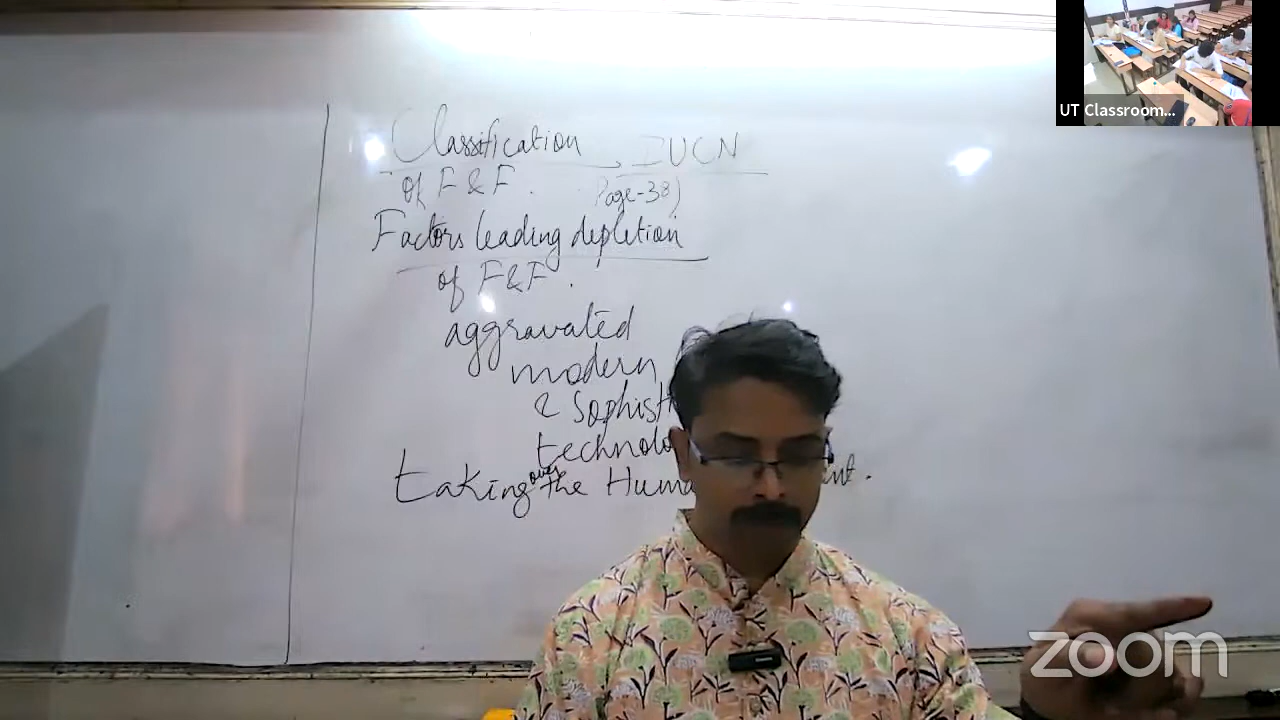 Classification → IUCN
of F & F. Page-38)
Factors leading depletion
of F&F.
aggravated
modern
& Sophist
technolo
taking over the Huma
UT Classroom...
zoom